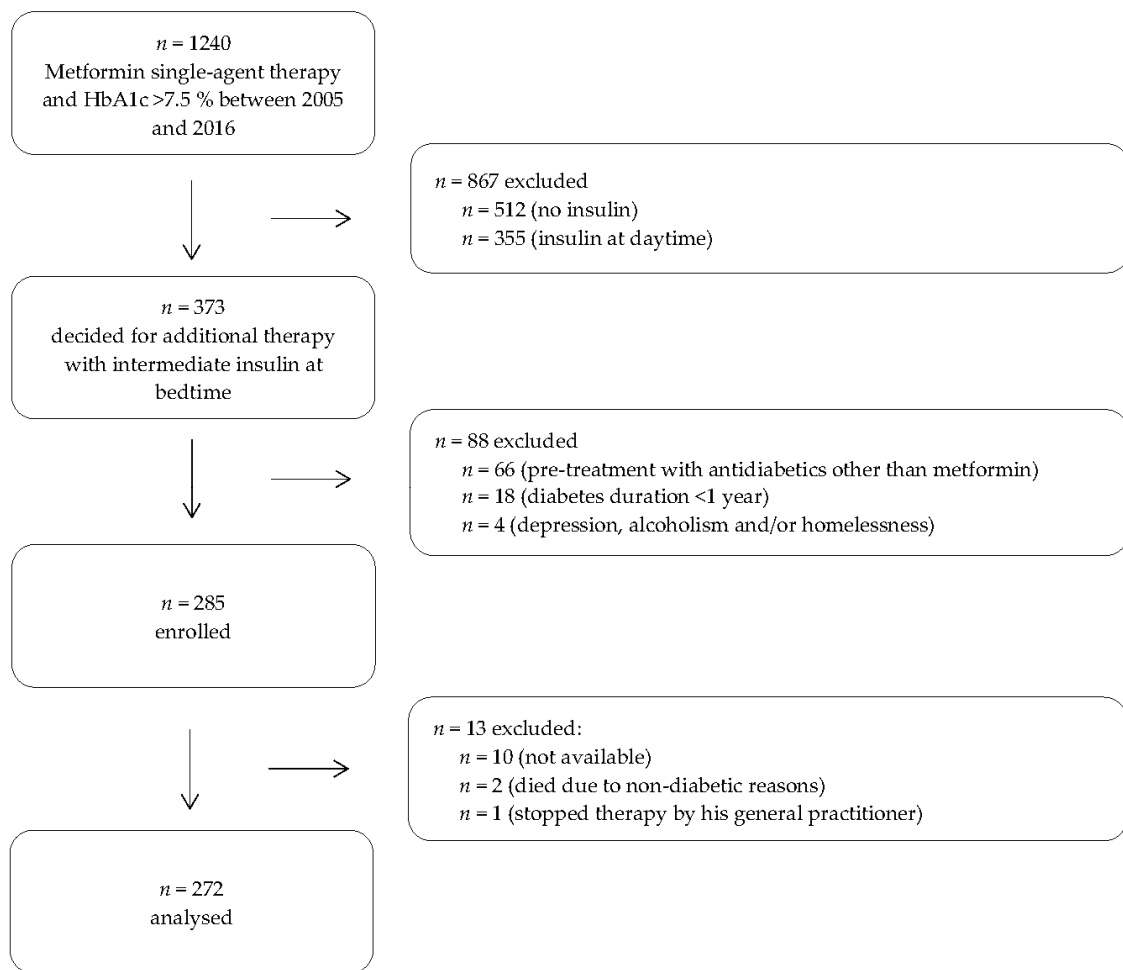 n = 1240
Metformin single-agent therapy
and HbA1c >7.5 % between 2005
and 2016
n = 867 excluded
n = 512 (no insulin)
n = 355 (insulin at daytime)
n = 373
decided for additional therapy
with intermediate insulin at
bedtime
n = 88 excluded
n = 66 (pre-treatment with antidiabetics other than metformin)
n = 18 (diabetes duration <1 year)
n = 4 (depression, alcoholism and/or homelessness)
n = 285
enrolled
n = 13 excluded:
n = 10 (not available)
n = 2 (died due to non-diabetic reasons)
n = 1 (stopped therapy by his general practitioner)
n = 272
analysed